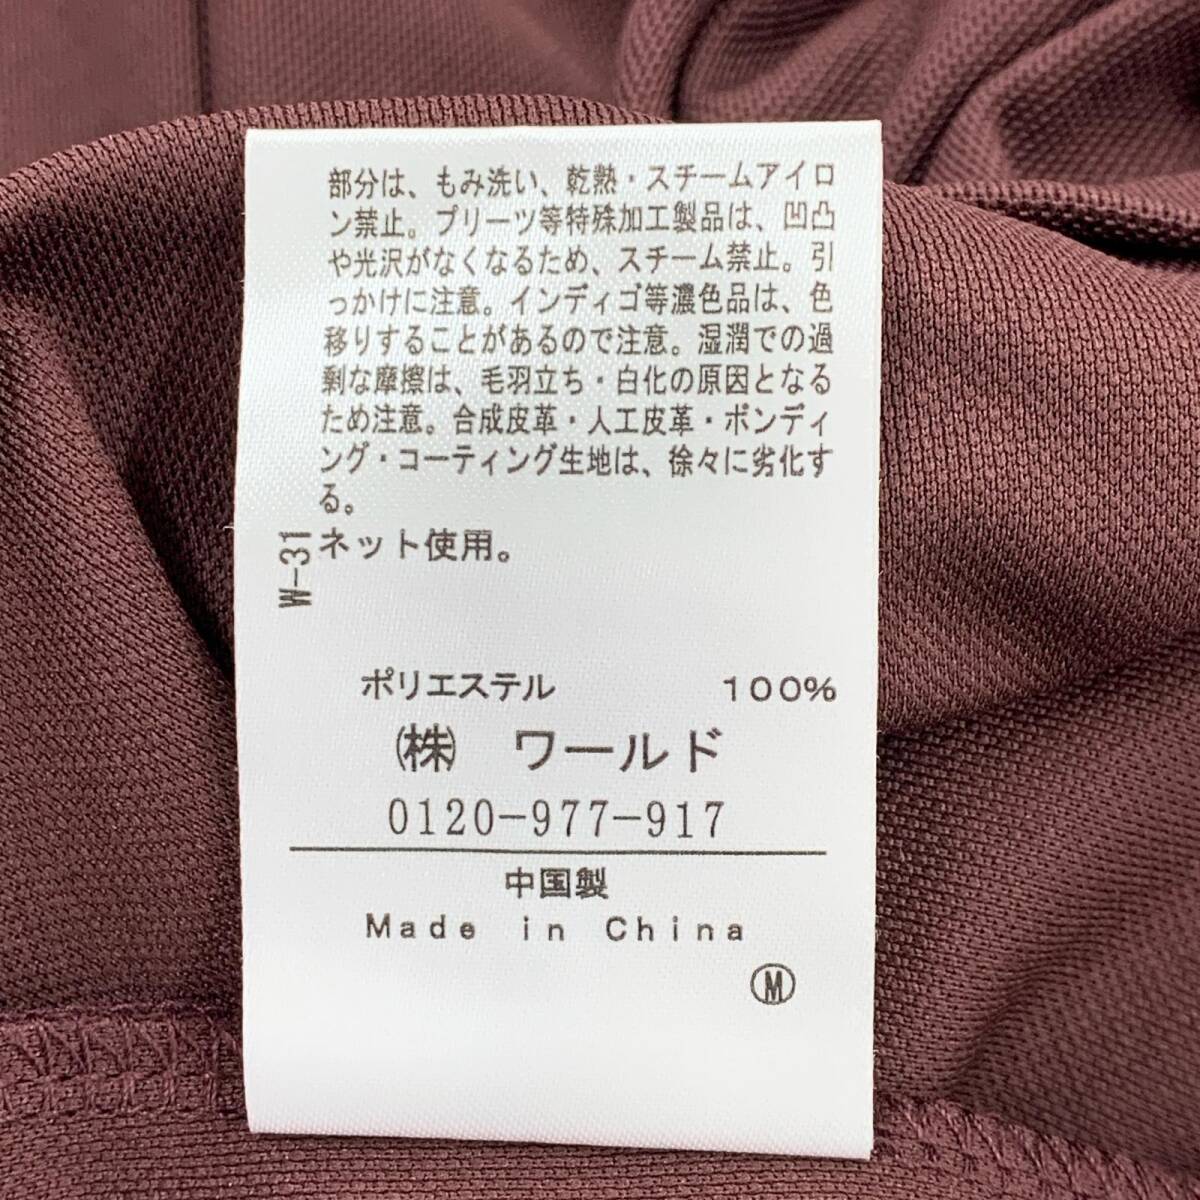 部分は、もみ洗い、乾熱・スチームアイロ
ン禁止。プリーツ等特殊加工製品は、凹凸
や光沢がなくなるため、スチーム禁止。引
っかけに注意。インディゴ等濃色品は、色
移りすることがあるので注意。湿潤での過
剰な摩擦は、毛羽立ち・白化の原因となる
ため注意。合成皮革・人工皮革・ボンディ
ング・コーティング生地は、徐々に劣化す
る。
ネット使用。
W-31
ポリエステル 100%
㈱ ワールド
0120-977-917
中国製
Made in China
Ⓜ